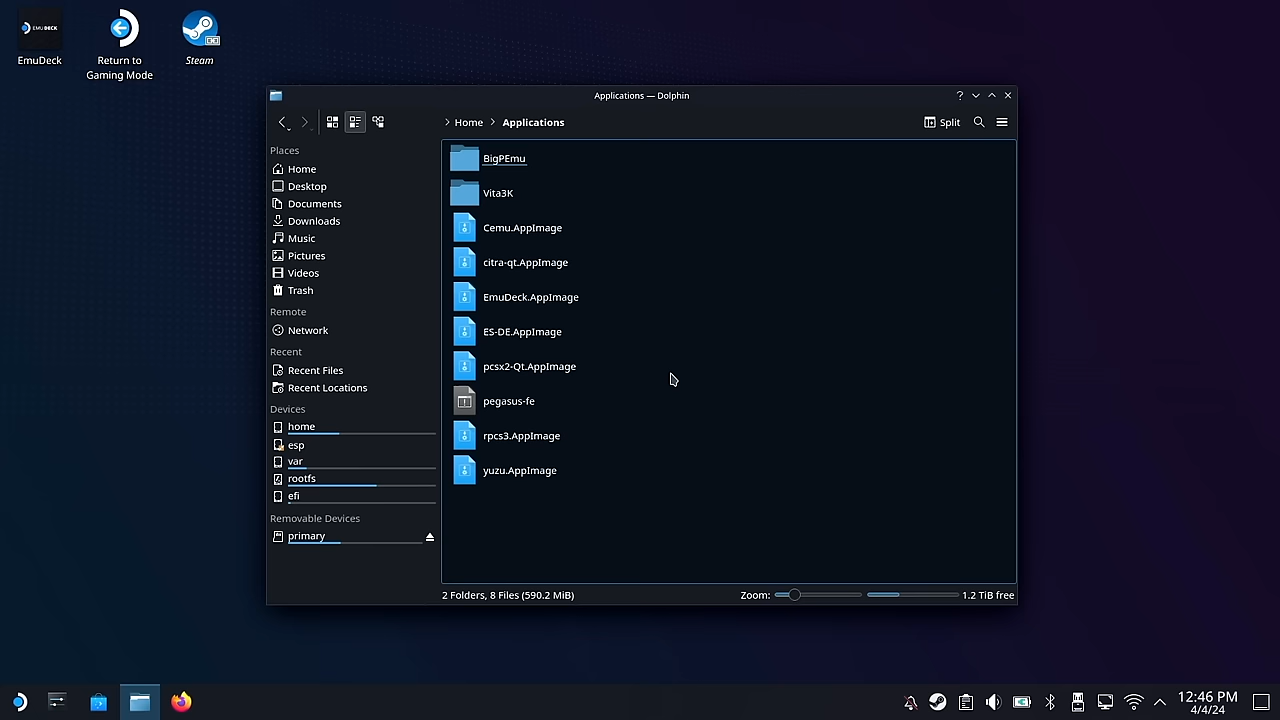 EMUDECK
EmuDeck
Return to
Gaming Mode
Steam
Applications — Dolphin
Home
Applications
Split
Places
Home
Desktop
Documents
Downloads
Music
Pictures
Videos
Trash
Remote
Network
Recent
Recent Files
Recent Locations
Devices
home
esp
var
rootfs
efi
Removable Devices
primary
BigPEmu
Vita3K
Cemu.AppImage
citra-qt.AppImage
EmuDeck.AppImage
ES-DE.AppImage
pcsx2-Qt.AppImage
pegasus-fe
rpcs3.AppImage
yuzu.AppImage
2 Folders, 8 Files (590.2 MiB)
Zoom:
1.2 TiB free
12:46 PM
4/4/24